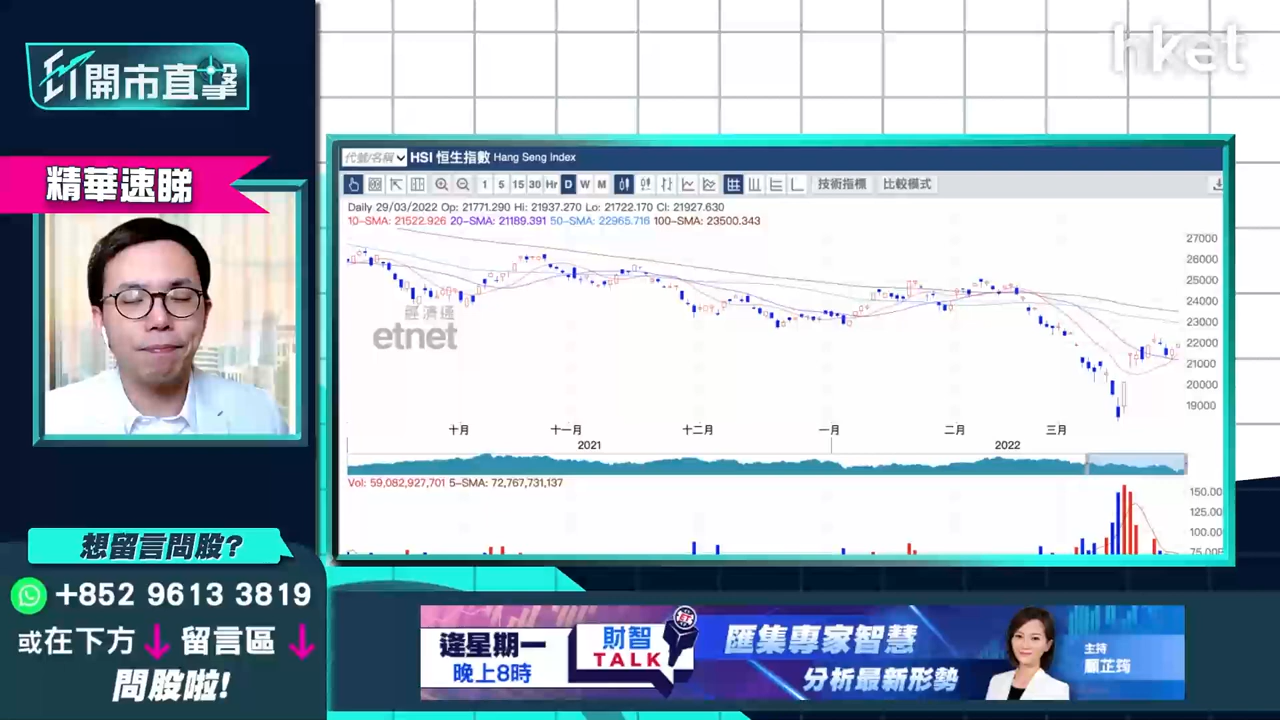 hket
ET開市直擊
精華速睇
代號/名稱 HSI 恒生指數 Hang Seng Index
1 5 15 30 Hr D W M 技術指標 比較模式
Daily 29/03/2022 Op: 21771.290 Hi: 21937.270 Lo: 21722.170 Cl: 21927.630
10-SMA: 21522.926 20-SMA: 21189.391 50-SMA: 22965.716 100-SMA: 23500.343
27000
26000
25000
24000
23000
22000
21000
20000
19000
經濟通
etnet
十月 十一月 十二月 一月 二月 三月
2021 2022
Vol: 59,082,927,701 5-SMA: 72,767,731,137
150.00
125.00
100.00
75.00B
想留言問股?
+852 9613 3819
或在下方 留言區
問股啦!
逢星期一
晚上8時
財智
TALK
匯集專家智慧
分析最新形勢
主持
顧芷筠